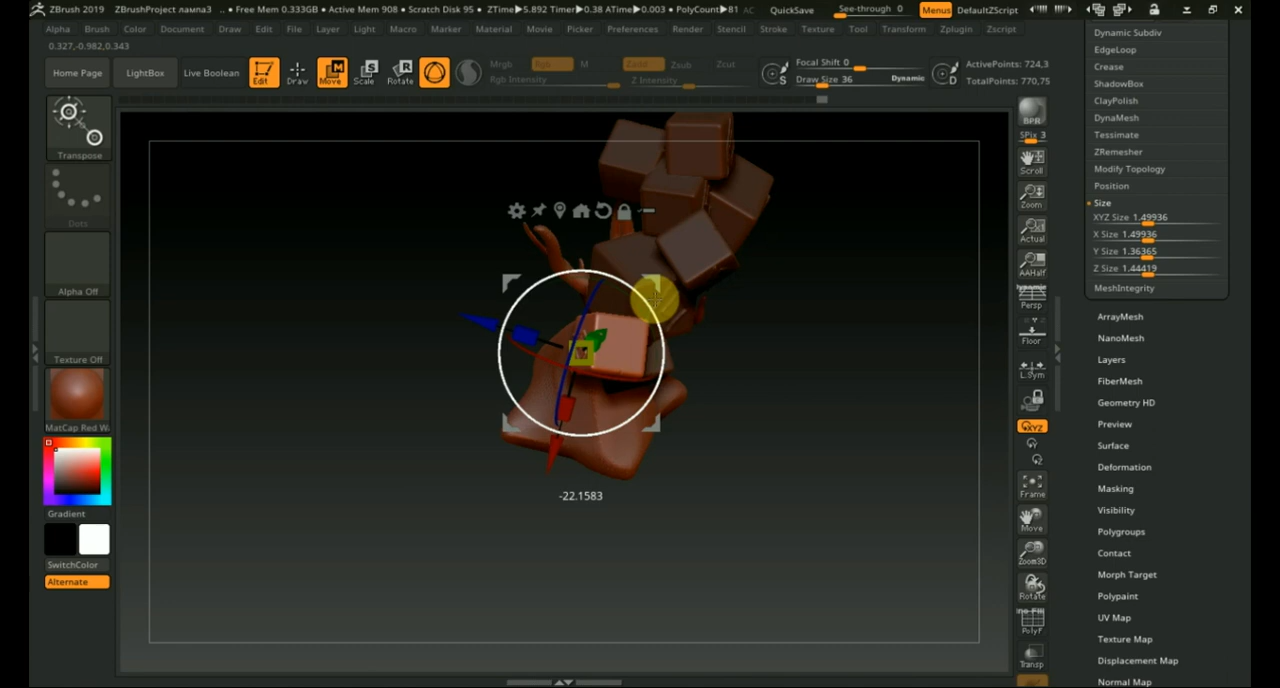 ZBrush 2019 ZBrushProject лампа3 .. • Free Mem 0.333GB • Active Mem 908 • Scratch Disk 95 • ZTime▶5.892 Timer▶0.38 ATime▶0.003 • PolyCount▶81 AC QuickSave See-through 0 Menus DefaultZScript
Alpha Brush Color Document Draw Edit File Layer Light Macro Marker Material Movie Picker Preferences Render Stencil Stroke Texture Tool Transform Zplugin Zscript
0.327,-0.982,0.343
Home Page LightBox Live Boolean Edit Draw Move Scale Rotate
Mrgb Rgb M Zadd Zsub Zcut
Rgb Intensity Z Intensity
Focal Shift 0
Draw Size 36 Dynamic
S
D
ActivePoints: 724,3
TotalPoints: 770,75
Transpose
Dots
Alpha Off
Texture Off
MatCap Red W
Gradient
SwitchColor
Alternate
-22.1583
BPR
SPix 3
Scroll
Zoom
Actual
AAHalf
Dynamic
Persp
Floor
L.Sym
XYZ
Frame
Move
Zoom3D
Rotate
Line Fill
PolyF
Transp
Dynamic Subdiv
EdgeLoop
Crease
ShadowBox
ClayPolish
DynaMesh
Tessimate
ZRemesher
Modify Topology
Position
Size
XYZ Size 1.49936
X Size 1.49936
Y Size 1.36365
Z Size 1.44419
MeshIntegrity
ArrayMesh
NanoMesh
Layers
FiberMesh
Geometry HD
Preview
Surface
Deformation
Masking
Visibility
Polygroups
Contact
Morph Target
Polypaint
UV Map
Texture Map
Displacement Map
Normal Map